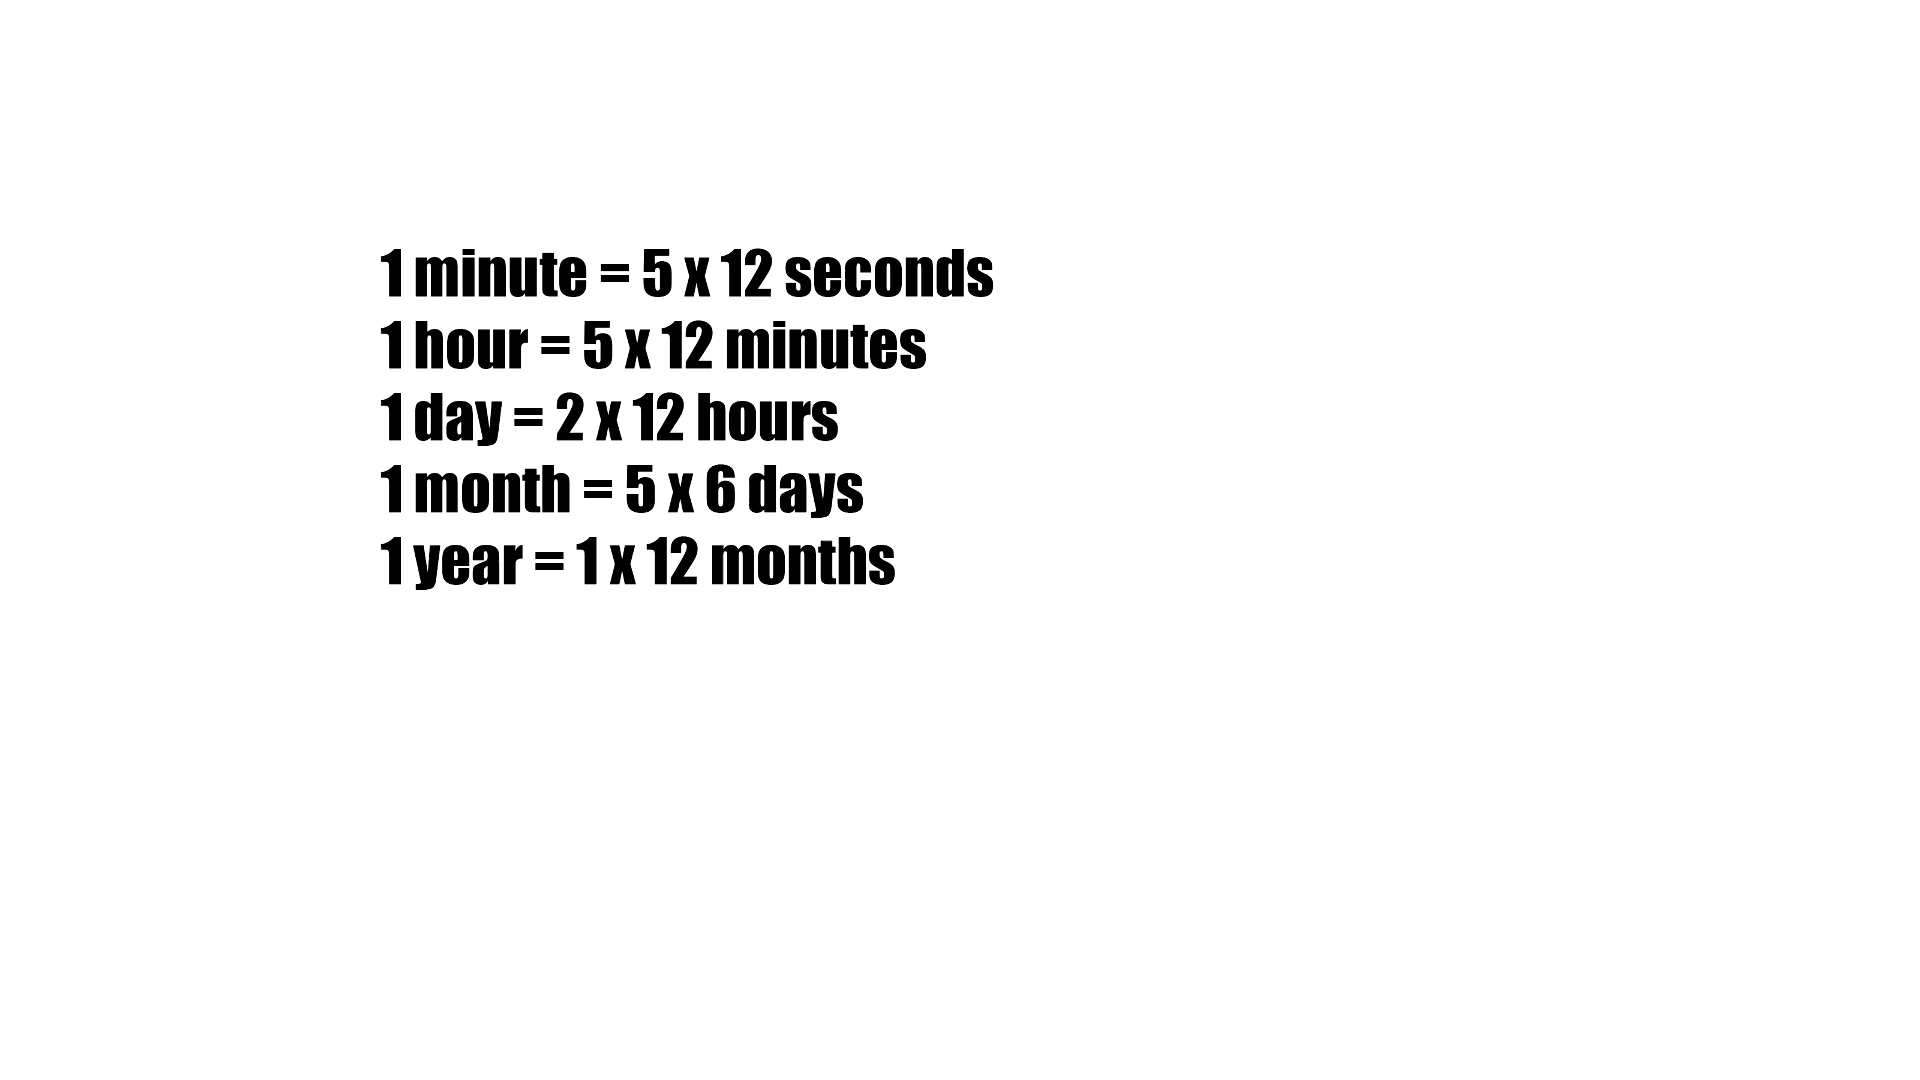 1 minute = 5 x 12 seconds
1 hour = 5 x 12 minutes
1 day = 2 x 12 hours
1 month = 5 x 6 days
1 year = 1 x 12 months